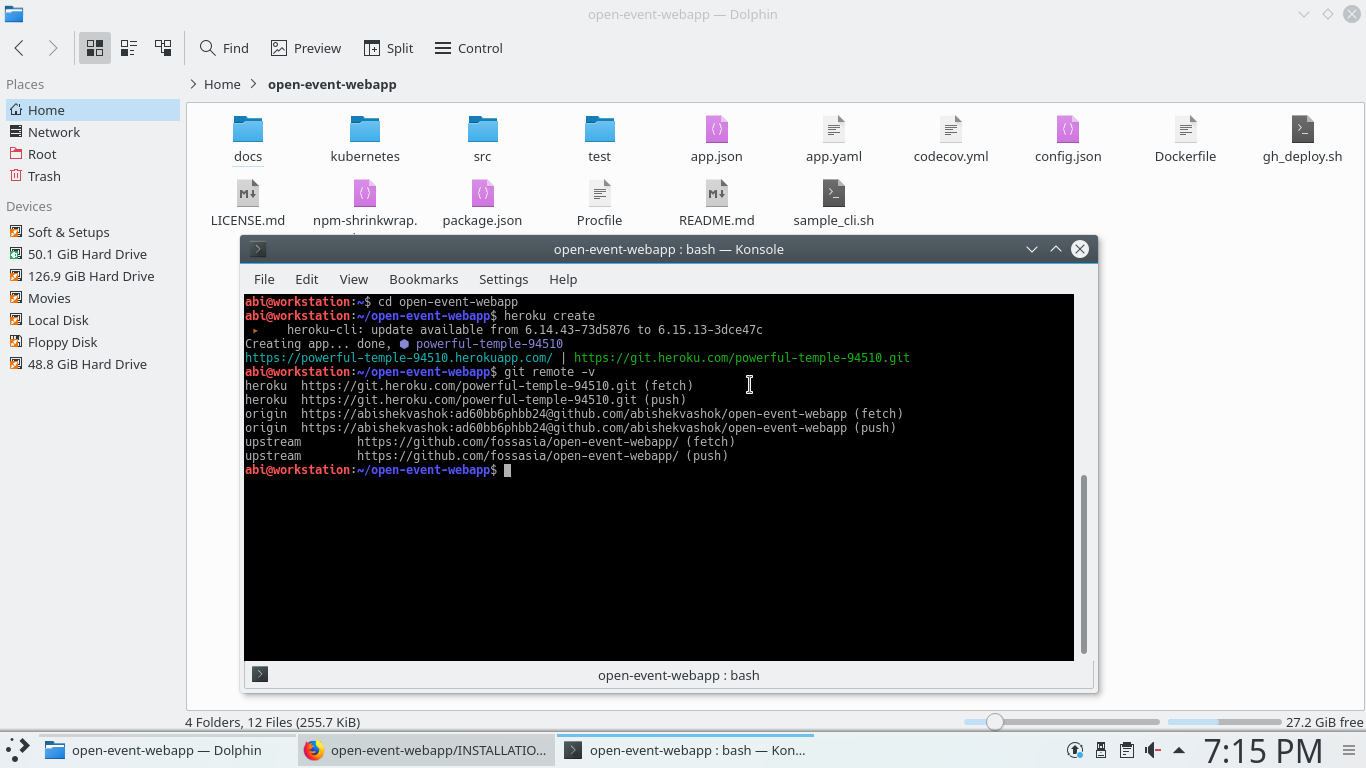 open-event-webapp — Dolphin
Find
Preview
Split
Control
Places
Home
Network
Root
Trash
Devices
Soft & Setups
50.1 GiB Hard Drive
126.9 GiB Hard Drive
Movies
Local Disk
Floppy Disk
48.8 GiB Hard Drive
Home
open-event-webapp
docs
kubernetes
src
test
app.json
app.yaml
codecov.yml
config.json
Dockerfile
gh_deploy.sh
LICENSE.md
npm-shrinkwrap.
package.json
Procfile
README.md
sample_cli.sh
open-event-webapp : bash — Konsole
File Edit View Bookmarks Settings Help
abi@workstation:~$ cd open-event-webapp
abi@workstation:~/open-event-webapp$ heroku create
heroku-cli: update available from 6.14.43-73d5876 to 6.15.13-3dce47c
Creating app... done, ⬢ powerful-temple-94510
https://powerful-temple-94510.herokuapp.com/ | https://git.heroku.com/powerful-temple-94510.git
abi@workstation:~/open-event-webapp$ git remote -v
heroku https://git.heroku.com/powerful-temple-94510.git (fetch)
heroku https://git.heroku.com/powerful-temple-94510.git (push)
origin https://abishekvashok:ad60bb6phbb24@github.com/abishekvashok/open-event-webapp (fetch)
origin https://abishekvashok:ad60bb6phbb24@github.com/abishekvashok/open-event-webapp (push)
upstream https://github.com/fossasia/open-event-webapp/ (fetch)
upstream https://github.com/fossasia/open-event-webapp/ (push)
abi@workstation:~/open-event-webapp$
open-event-webapp : bash
4 Folders, 12 Files (255.7 KiB)
27.2 GiB free
open-event-webapp — Dolphin
open-event-webapp/INSTALLATIO...
open-event-webapp : bash — Kon...
7:15 PM